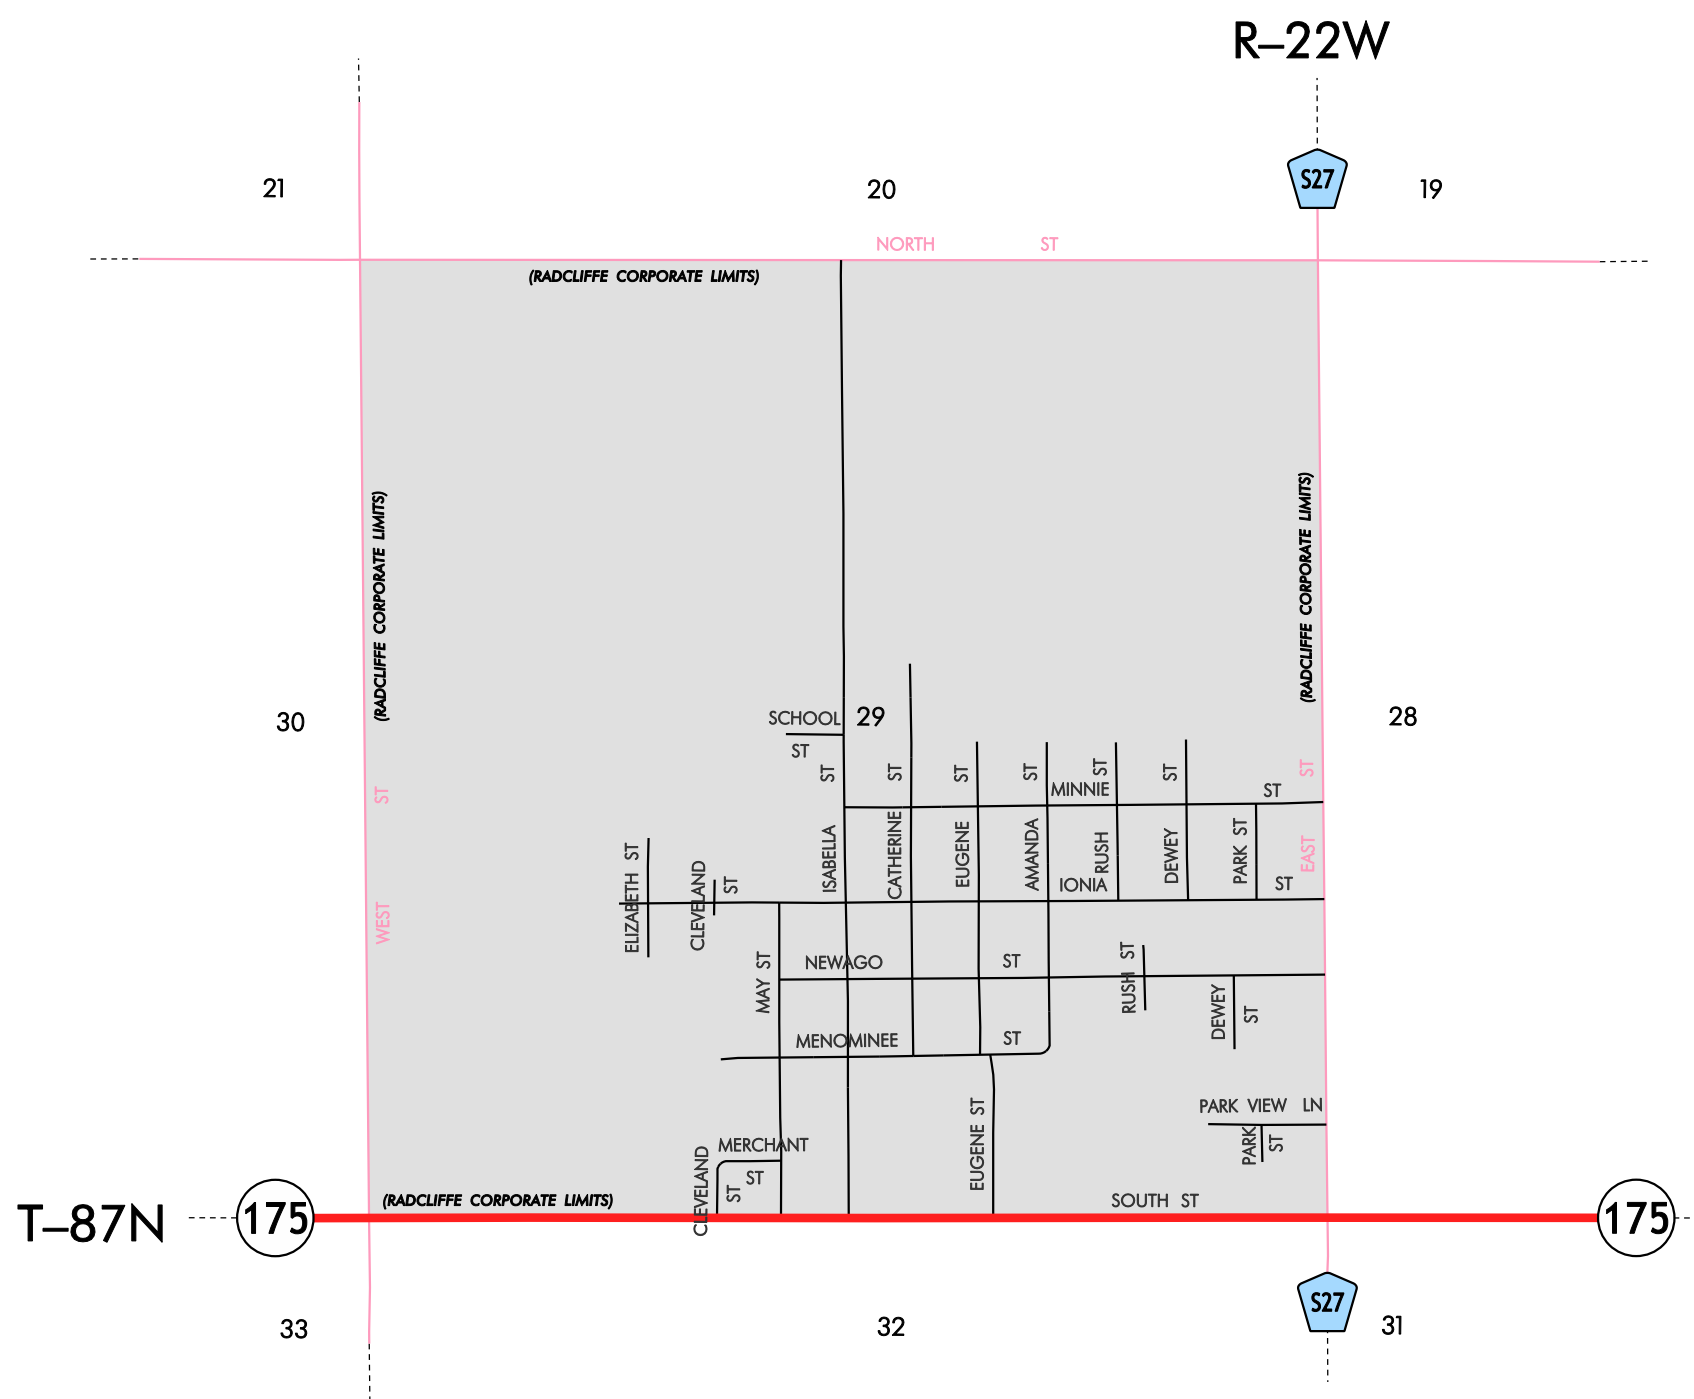 R–22W
S27
21
20
19
NORTH ST
(RADCLIFFE CORPORATE LIMITS)
(RADCLIFFE CORPORATE LIMITS)
(RADCLIFFE CORPORATE LIMITS)
30
29
28
SCHOOL
ST
WEST ST
EAST ST
ISABELLA ST
CATHERINE ST
EUGENE ST
AMANDA ST
RUSH ST
DEWEY ST
MINNIE ST
PARK ST
ELIZABETH ST
CLEVELAND
ST
IONIA ST
MAY ST
NEWAGO ST
RUSH ST
DEWEY
ST
MENOMINEE ST
EUGENE ST
PARK VIEW LN
PARK
ST
MERCHANT
ST
CLEVELAND
ST
(RADCLIFFE CORPORATE LIMITS)
SOUTH ST
T–87N
175
175
S27
33
32
31